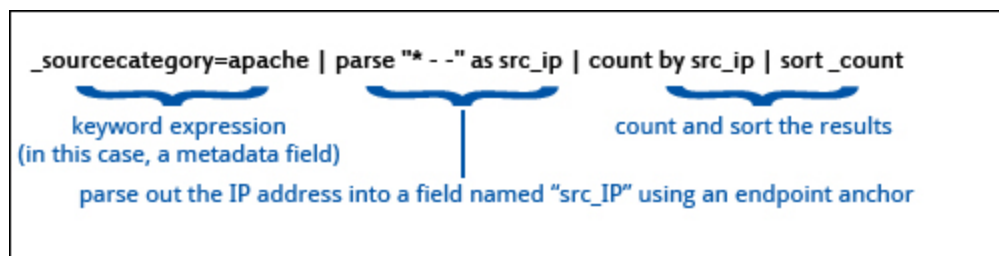 _sourcecategory=apache | parse "* - -" as src_ip | count by src_ip | sort _count
keyword expression
(in this case, a metadata field)
count and sort the results
parse out the IP address into a field named “src_IP” using an endpoint anchor